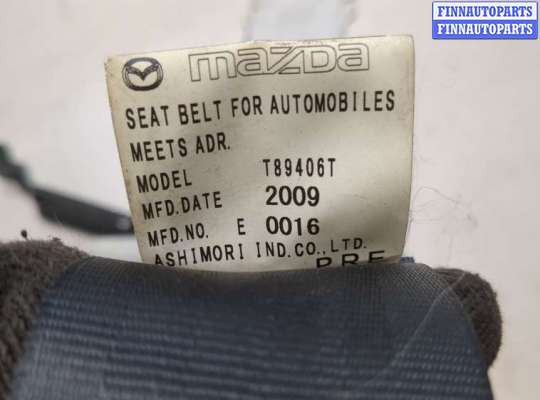 FINNAUTOPARTS
FINNAUTOPARTS
mazda
SEAT BELT FOR AUTOMOBILES
MEETS ADR.
MODEL T89406T
MFD.DATE 2009
MFD.NO. E 0016
ASHIMORI IND.CO.,LTD.
PRE